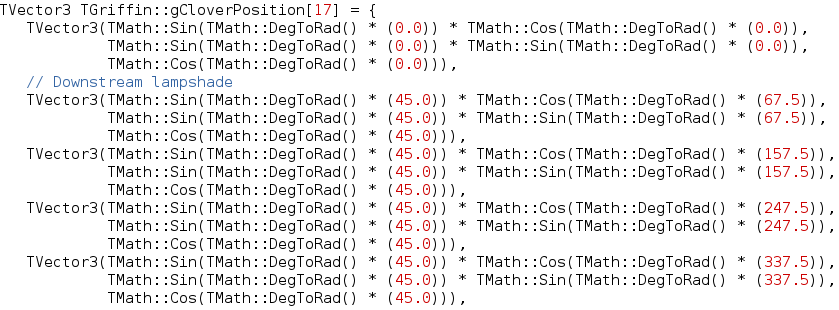 TVector3 TGriffin::gCloverPosition[17] = {
TVector3(TMath::Sin(TMath::DegToRad() * (0.0)) * TMath::Cos(TMath::DegToRad() * (0.0)),
TMath::Sin(TMath::DegToRad() * (0.0)) * TMath::Sin(TMath::DegToRad() * (0.0)),
TMath::Cos(TMath::DegToRad() * (0.0))),
// Downstream lampshade
TVector3(TMath::Sin(TMath::DegToRad() * (45.0)) * TMath::Cos(TMath::DegToRad() * (67.5)),
TMath::Sin(TMath::DegToRad() * (45.0)) * TMath::Sin(TMath::DegToRad() * (67.5)),
TMath::Cos(TMath::DegToRad() * (45.0))),
TVector3(TMath::Sin(TMath::DegToRad() * (45.0)) * TMath::Cos(TMath::DegToRad() * (157.5)),
TMath::Sin(TMath::DegToRad() * (45.0)) * TMath::Sin(TMath::DegToRad() * (157.5)),
TMath::Cos(TMath::DegToRad() * (45.0))),
TVector3(TMath::Sin(TMath::DegToRad() * (45.0)) * TMath::Cos(TMath::DegToRad() * (247.5)),
TMath::Sin(TMath::DegToRad() * (45.0)) * TMath::Sin(TMath::DegToRad() * (247.5)),
TMath::Cos(TMath::DegToRad() * (45.0))),
TVector3(TMath::Sin(TMath::DegToRad() * (45.0)) * TMath::Cos(TMath::DegToRad() * (337.5)),
TMath::Sin(TMath::DegToRad() * (45.0)) * TMath::Sin(TMath::DegToRad() * (337.5)),
TMath::Cos(TMath::DegToRad() * (45.0))),